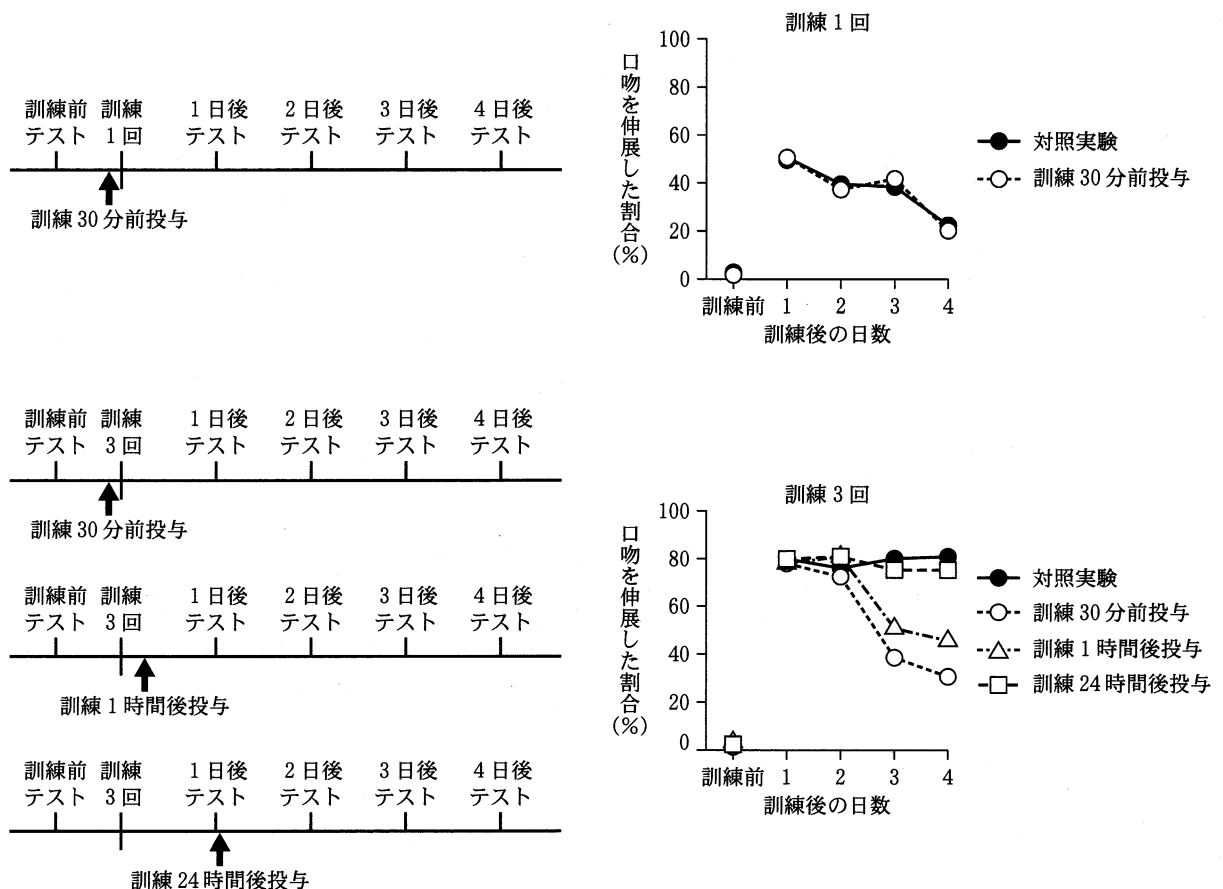 訓練前 訓練 1日後 2日後 3日後 4日後
テスト 1回 テスト テスト テスト テスト
訓練30分前投与
訓練1回
口吻を伸展した割合(%)
100
80
60
40
20
0
訓練前 1 2 3 4
訓練後の日数
対照実験
訓練30分前投与
訓練前 訓練 1日後 2日後 3日後 4日後
テスト 3回 テスト テスト テスト テスト
訓練30分前投与
訓練前 訓練 1日後 2日後 3日後 4日後
テスト 3回 テスト テスト テスト テスト
訓練1時間後投与
訓練前 訓練 1日後 2日後 3日後 4日後
テスト 3回 テスト テスト テスト テスト
訓練24時間後投与
訓練3回
口吻を伸展した割合(%)
100
80
60
40
20
0
訓練前 1 2 3 4
訓練後の日数
対照実験
訓練30分前投与
訓練1時間後投与
訓練24時間後投与